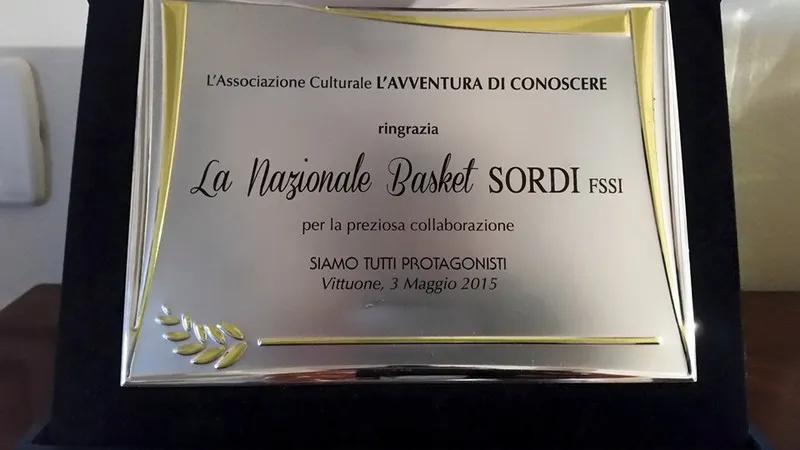 L'Associazione Culturale L'AVVENTURA DI CONOSCERE
ringrazia
La Nazionale Basket SORDI FSSI
per la preziosa collaborazione
SIAMO TUTTI PROTAGONISTI
Vittuone, 3 Maggio 2015